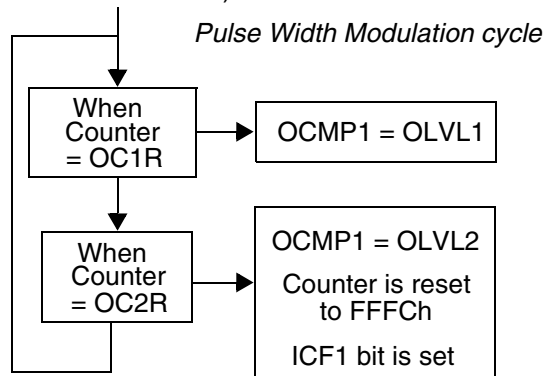 Pulse Width Modulation cycle
When
Counter
= OC1R
OCMP1 = OLVL1
When
Counter
= OC2R
OCMP1 = OLVL2
Counter is reset
to FFFCh
ICF1 bit is set